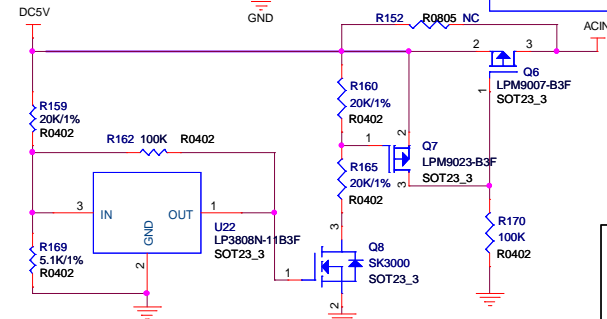 DC5V
GND
R152 R0805 NC
ACIN
2
3
Q6
LPM9007-B3F
SOT23_3
1
R159
20K/1%
R0402
R160
20K/1%
R0402
2
1
Q7
LPM9023-B3F
SOT23_3
3
R162 100K R0402
R165
20K/1%
R0402
3 IN OUT 1
GND
2
U22
LP3808N-11B3F
SOT23_3
R169
5.1K/1%
R0402
3
Q8
SK3000
SOT23_3
1
2
R170
100K
R0402